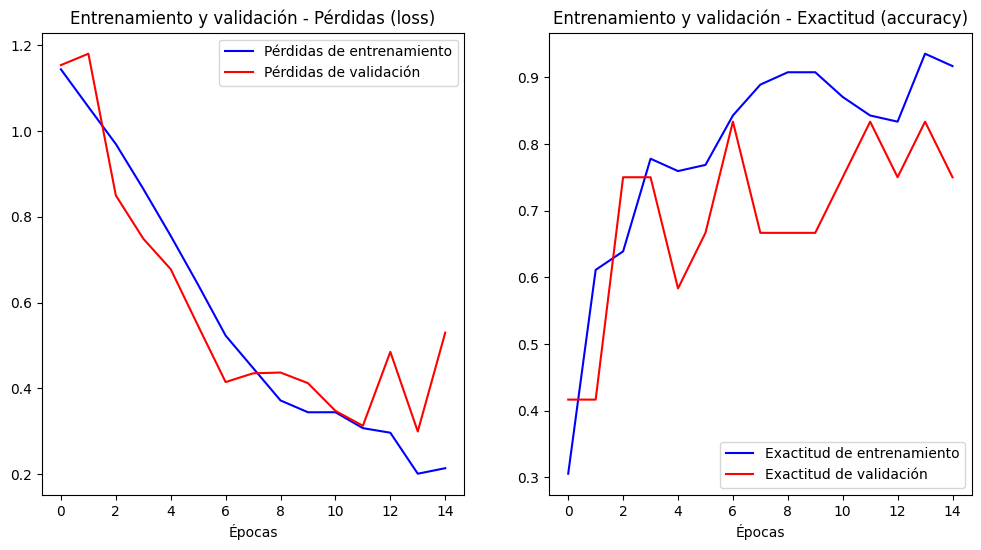 Entrenamiento y validación - Pérdidas (loss)
1.2
1.0
0.8
0.6
0.4
0.2
Pérdidas de entrenamiento
Pérdidas de validación
0 2 4 6 8 10 12 14
Épocas
Entrenamiento y validación - Exactitud (accuracy)
0.9
0.8
0.7
0.6
0.5
0.4
0.3
Exactitud de entrenamiento
Exactitud de validación
0 2 4 6 8 10 12 14
Épocas